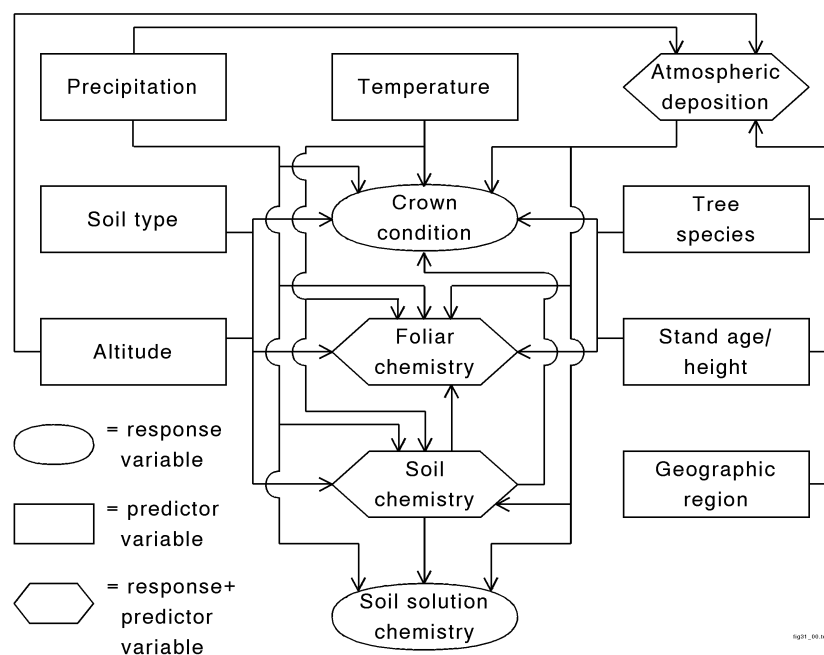 Precipitation
Temperature
Atmospheric
deposition
Soil type
Crown
condition
Tree
species
Altitude
Foliar
chemistry
Stand age/
height
= response
variable
Soil
chemistry
Geographic
region
= predictor
variable
= response+
predictor
variable
Soil solution
chemistry